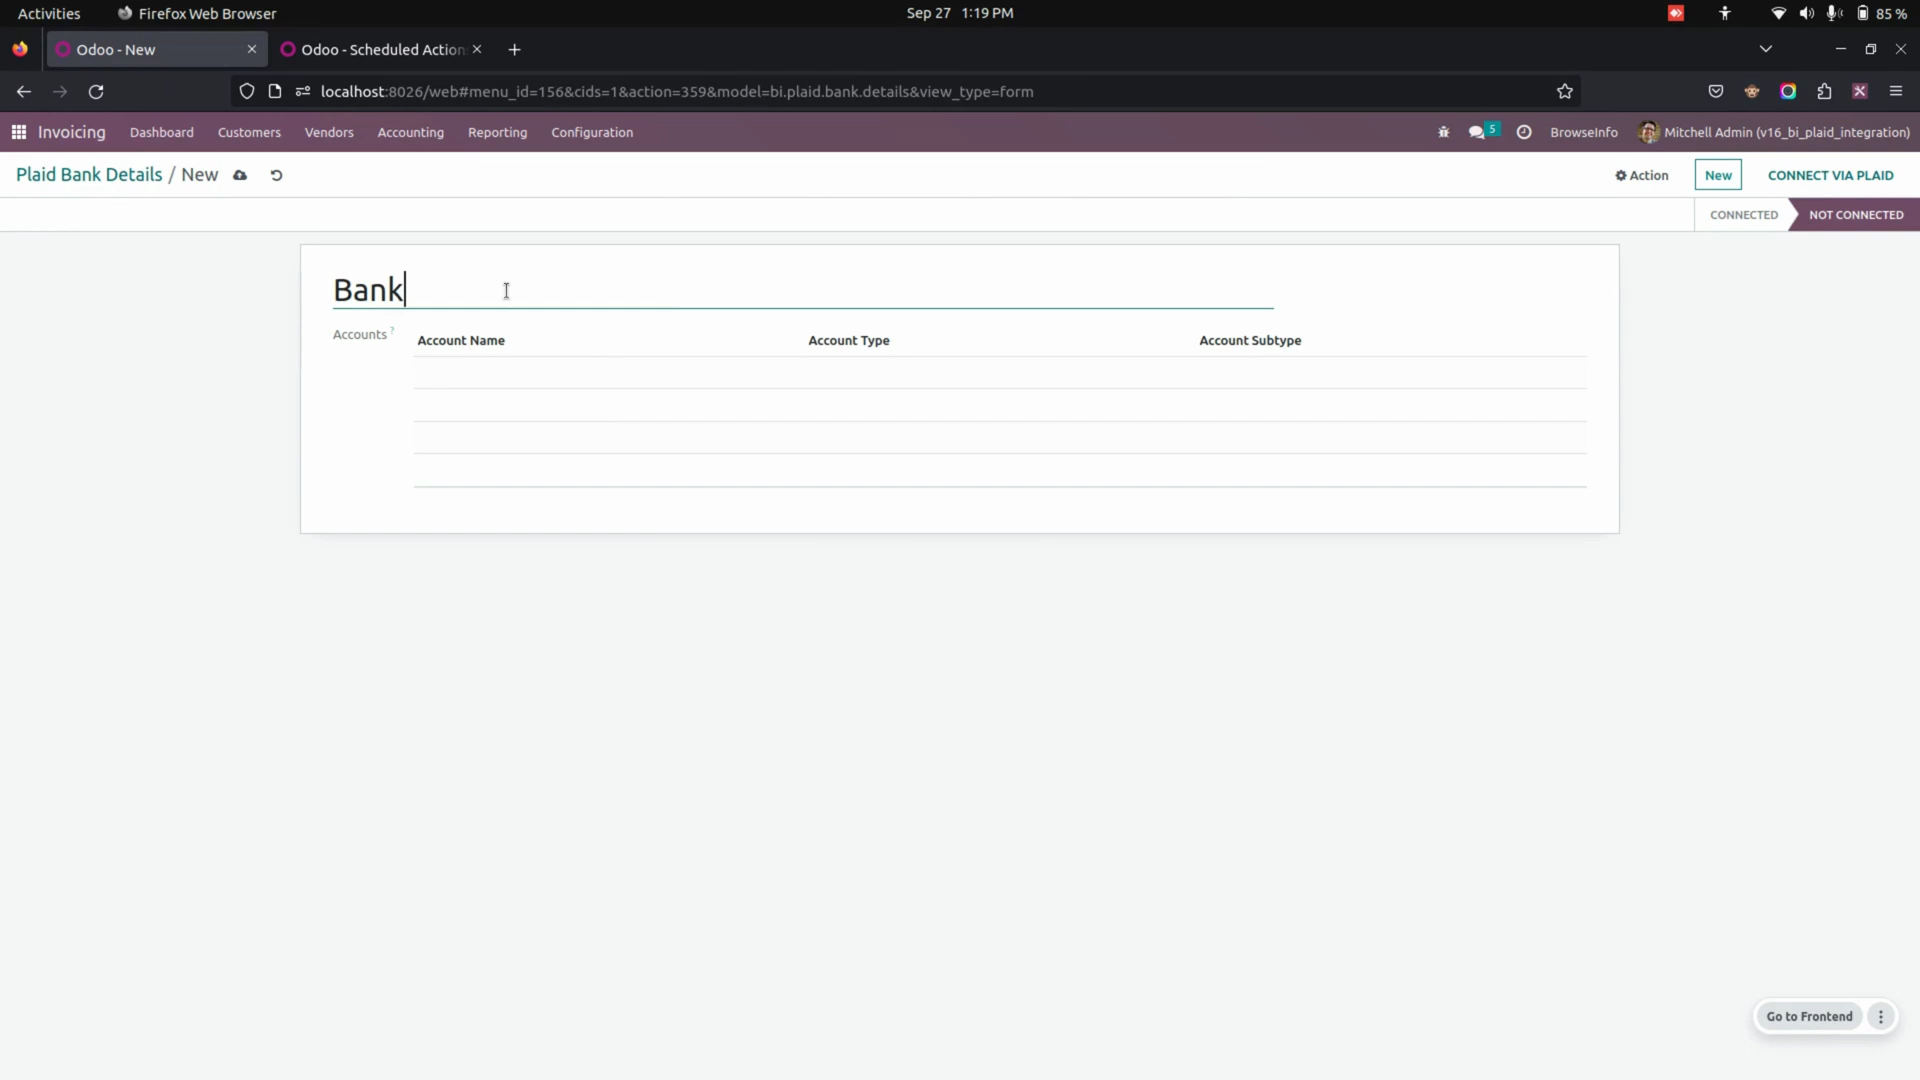 Activities Firefox Web Browser Sep 27 1:19 PM 85 %
Odoo - New Odoo - Scheduled Action
localhost:8026/web#menu_id=156&cids=1&action=359&model=bi.plaid.bank.details&view_type=form
Invoicing Dashboard Customers Vendors Accounting Reporting Configuration 5 BrowseInfo Mitchell Admin (v16_bi_plaid_integration)
Plaid Bank Details / New Action New CONNECT VIA PLAID
CONNECTED NOT CONNECTED
Bank
Accounts ? Account Name Account Type Account Subtype
Go to Frontend